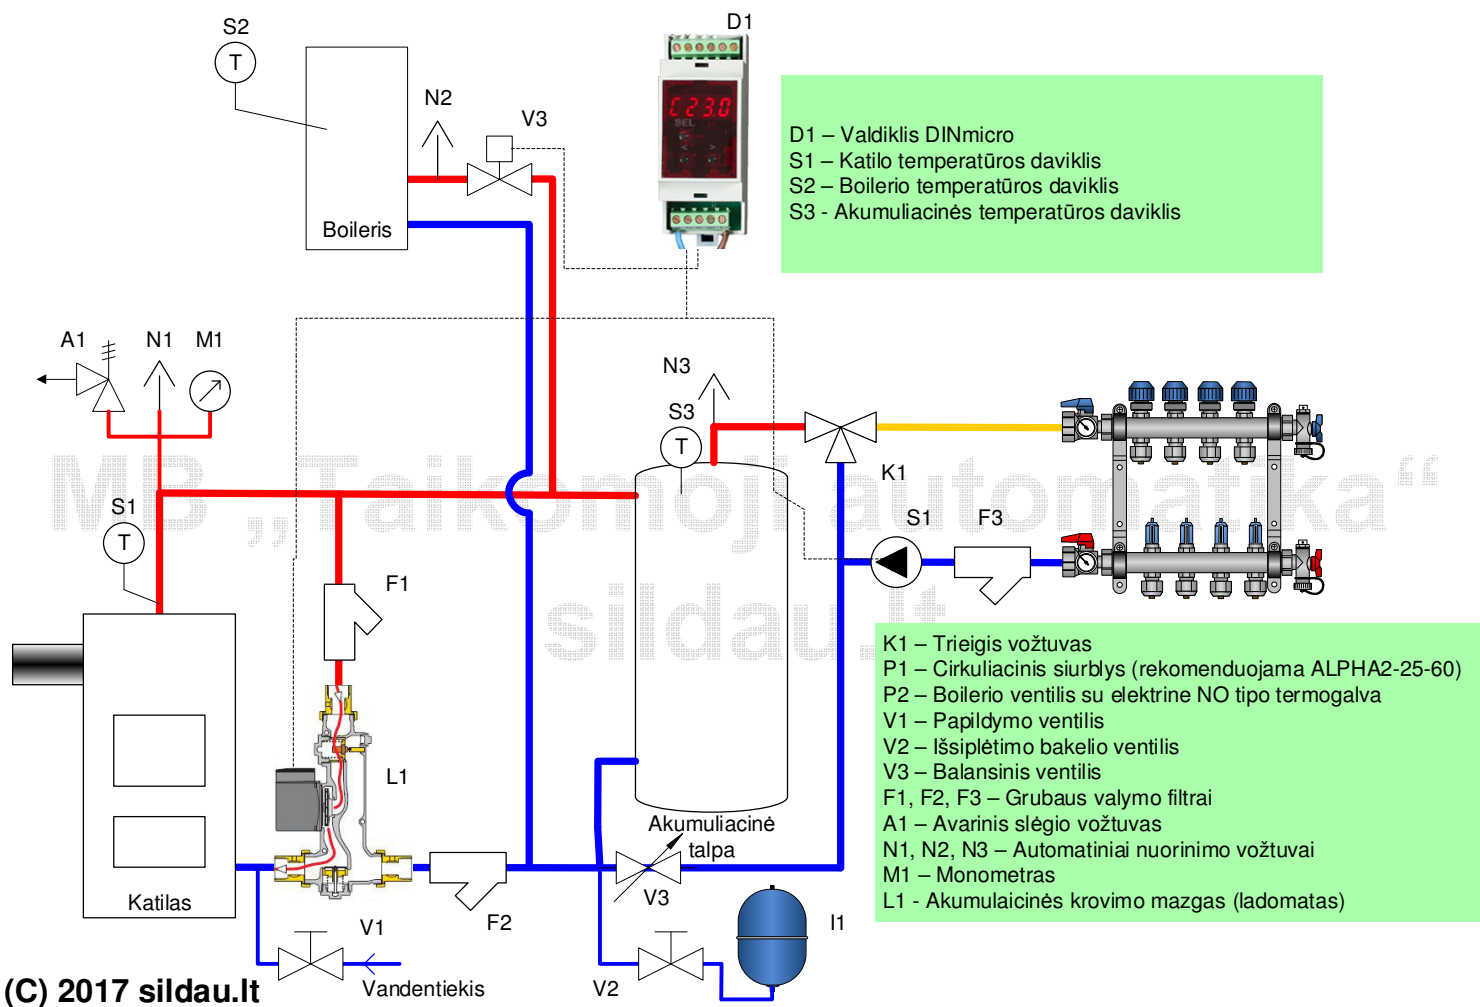 S2
T
D1
N2
V3
C 23.0
SEL
Boileris
D1 – Valdiklis DINmicro
S1 – Katilo temperatūros daviklis
S2 – Boilerio temperatūros daviklis
S3 - Akumuliacinės temperatūros daviklis
A1
N1
M1
N3
S3
T
K1
MB „Taikomoji automatika“
sildau.lt
S1
T
S1
F3
F1
L1
Akumuliacinė
talpa
V3
Katilas
V1
F2
I1
V2
Vandentiekis
K1 – Trieigis vožtuvas
P1 – Cirkuliacinis siurblys (rekomenduojama ALPHA2-25-60)
P2 – Boilerio ventilis su elektrine NO tipo termogalva
V1 – Papildymo ventilis
V2 – Išsiplėtimo bakelio ventilis
V3 – Balansinis ventilis
F1, F2, F3 – Grubaus valymo filtrai
A1 – Avarinis slėgio vožtuvas
N1, N2, N3 – Automatiniai nuorinimo vožtuvai
M1 – Monometras
L1 - Akumulaicinės krovimo mazgas (ladomatas)
(C) 2017 sildau.lt